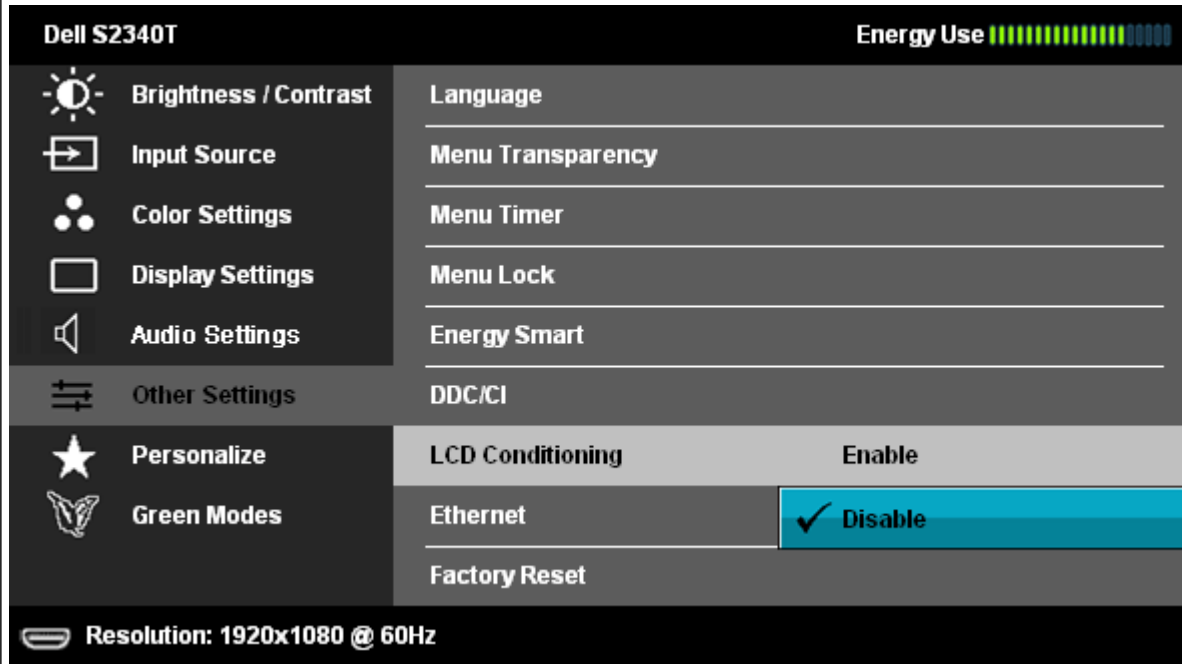 Dell S2340T Energy Use
Brightness / Contrast
Input Source
Color Settings
Display Settings
Audio Settings
Other Settings
Personalize
Green Modes
Language
Menu Transparency
Menu Timer
Menu Lock
Energy Smart
DDC/CI
LCD Conditioning Enable
Ethernet Disable
Factory Reset
Resolution: 1920x1080 @ 60Hz